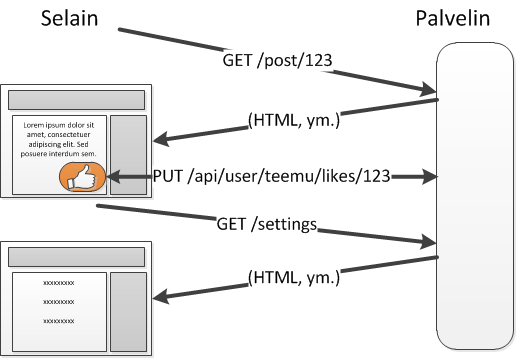 Selain
Palvelin
GET /post/123
(HTML, ym.)
Lorem ipsum dolor sit
amet, consectetuer
adipiscing elit. Sed
posuere interdum sem.
PUT /api/user/teemu/likes/123
GET /settings
(HTML, ym.)
xxxxxxxxx
xxxxxxxxx
xxxxxxxxx